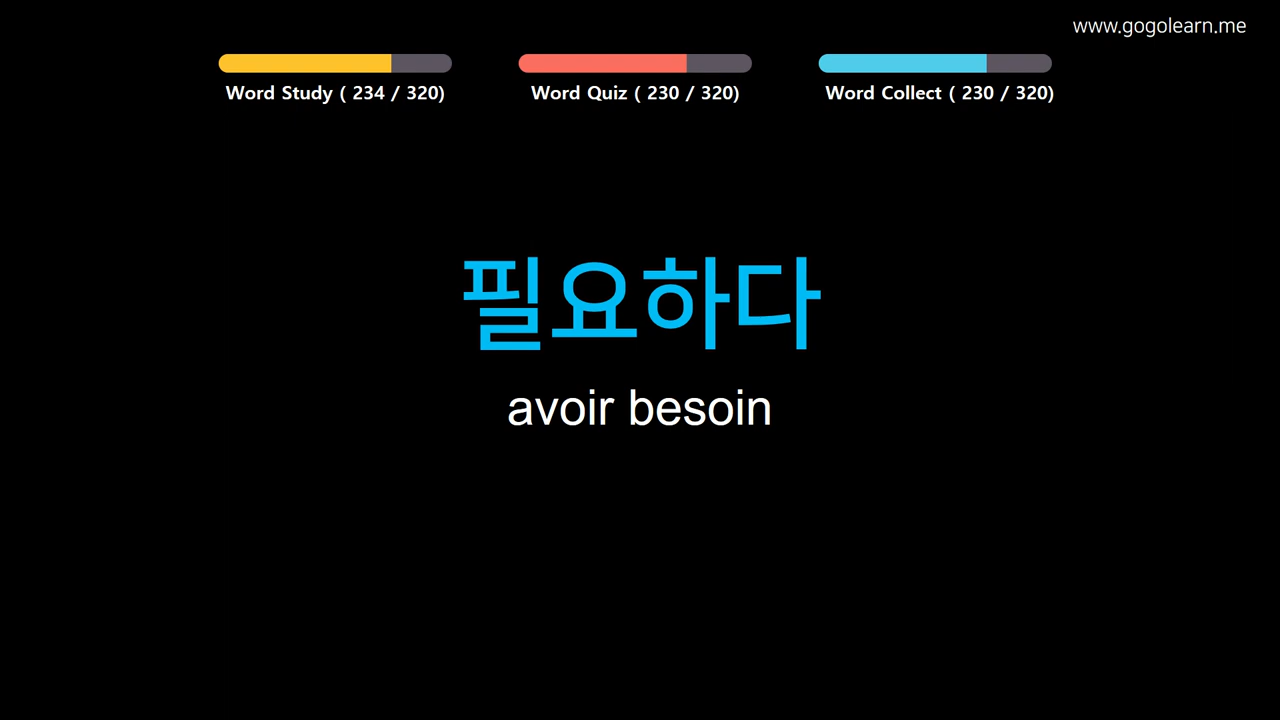 www.gogolearn.me
Word Study ( 234 / 320)
Word Quiz ( 230 / 320)
Word Collect ( 230 / 320)
필요하다
avoir besoin